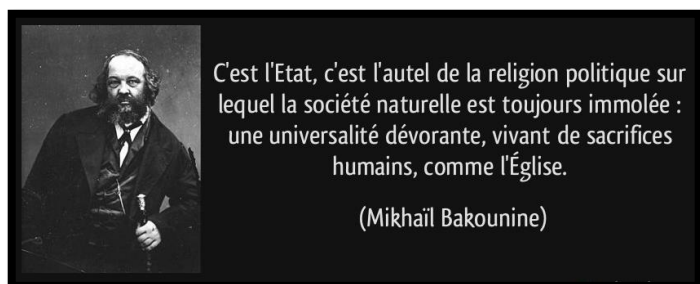 C'est l'Etat, c'est l'autel de la religion politique sur
lequel la société naturelle est toujours immolée :
une universalité dévorante, vivant de sacrifices
humains, comme l'Église.
(Mikhaïl Bakounine)